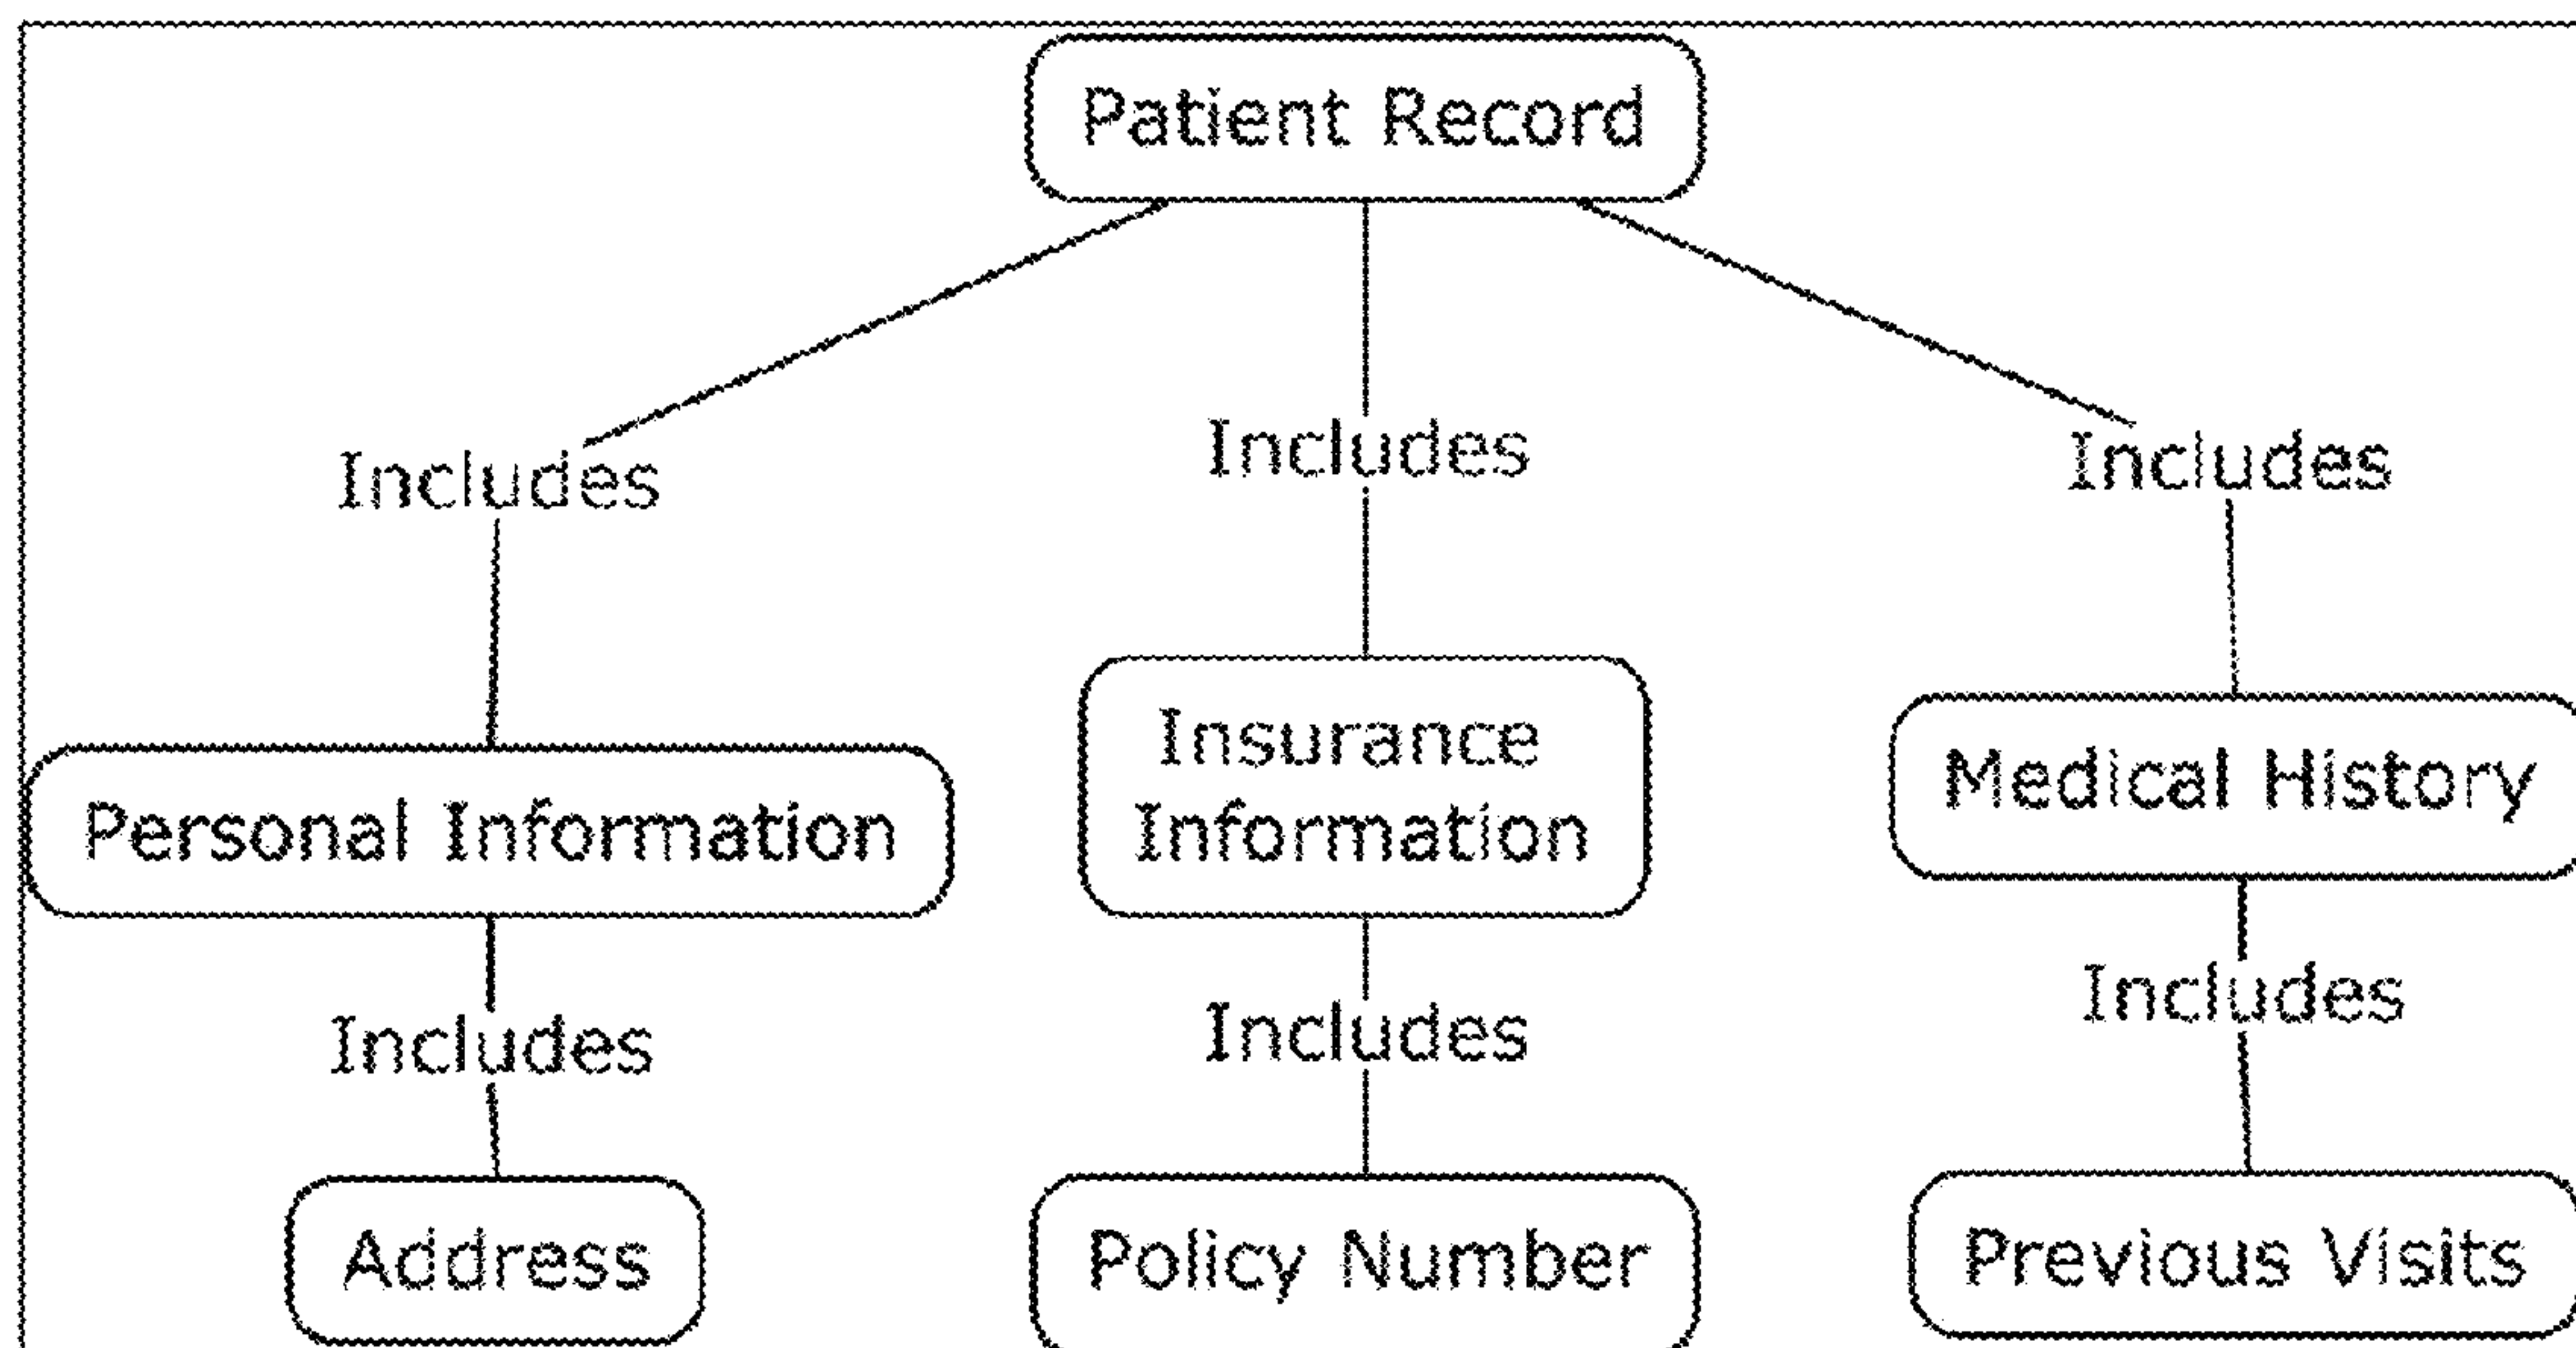 Patient Record
Includes
Includes
Includes
Personal Information
Insurance
Information
Medical History
Includes
Includes
Includes
Address
Policy Number
Previous Visits